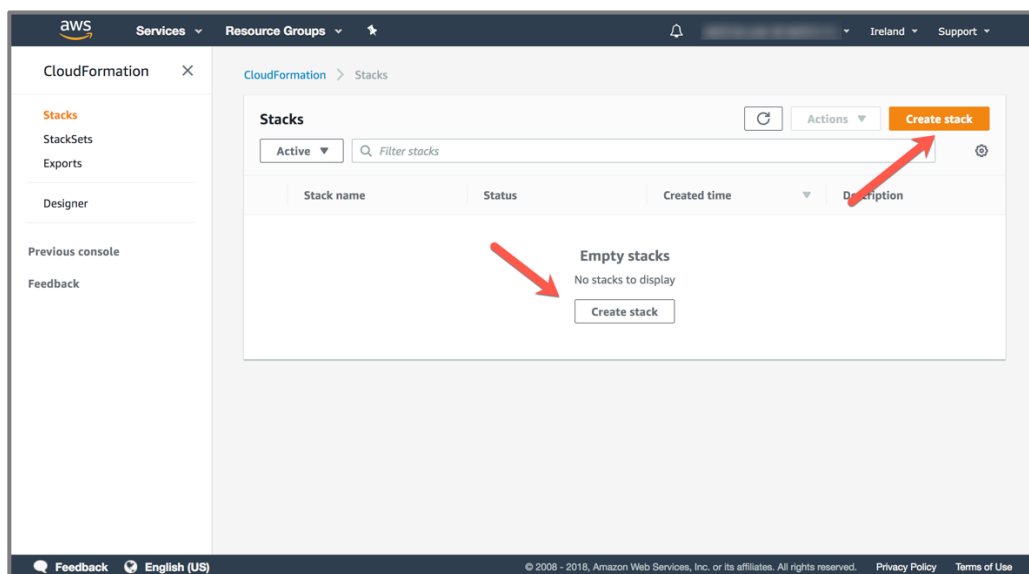 aws Services Resource Groups Ireland Support
CloudFormation
Stacks
StackSets
Exports
Designer
Previous console
Feedback
CloudFormation > Stacks
Stacks
Actions Create stack
Active Filter stacks
Stack name Status Created time Description
Empty stacks
No stacks to display
Create stack
Feedback English (US) © 2008 - 2018, Amazon Web Services, Inc. or its affiliates. All rights reserved. Privacy Policy Terms of Use